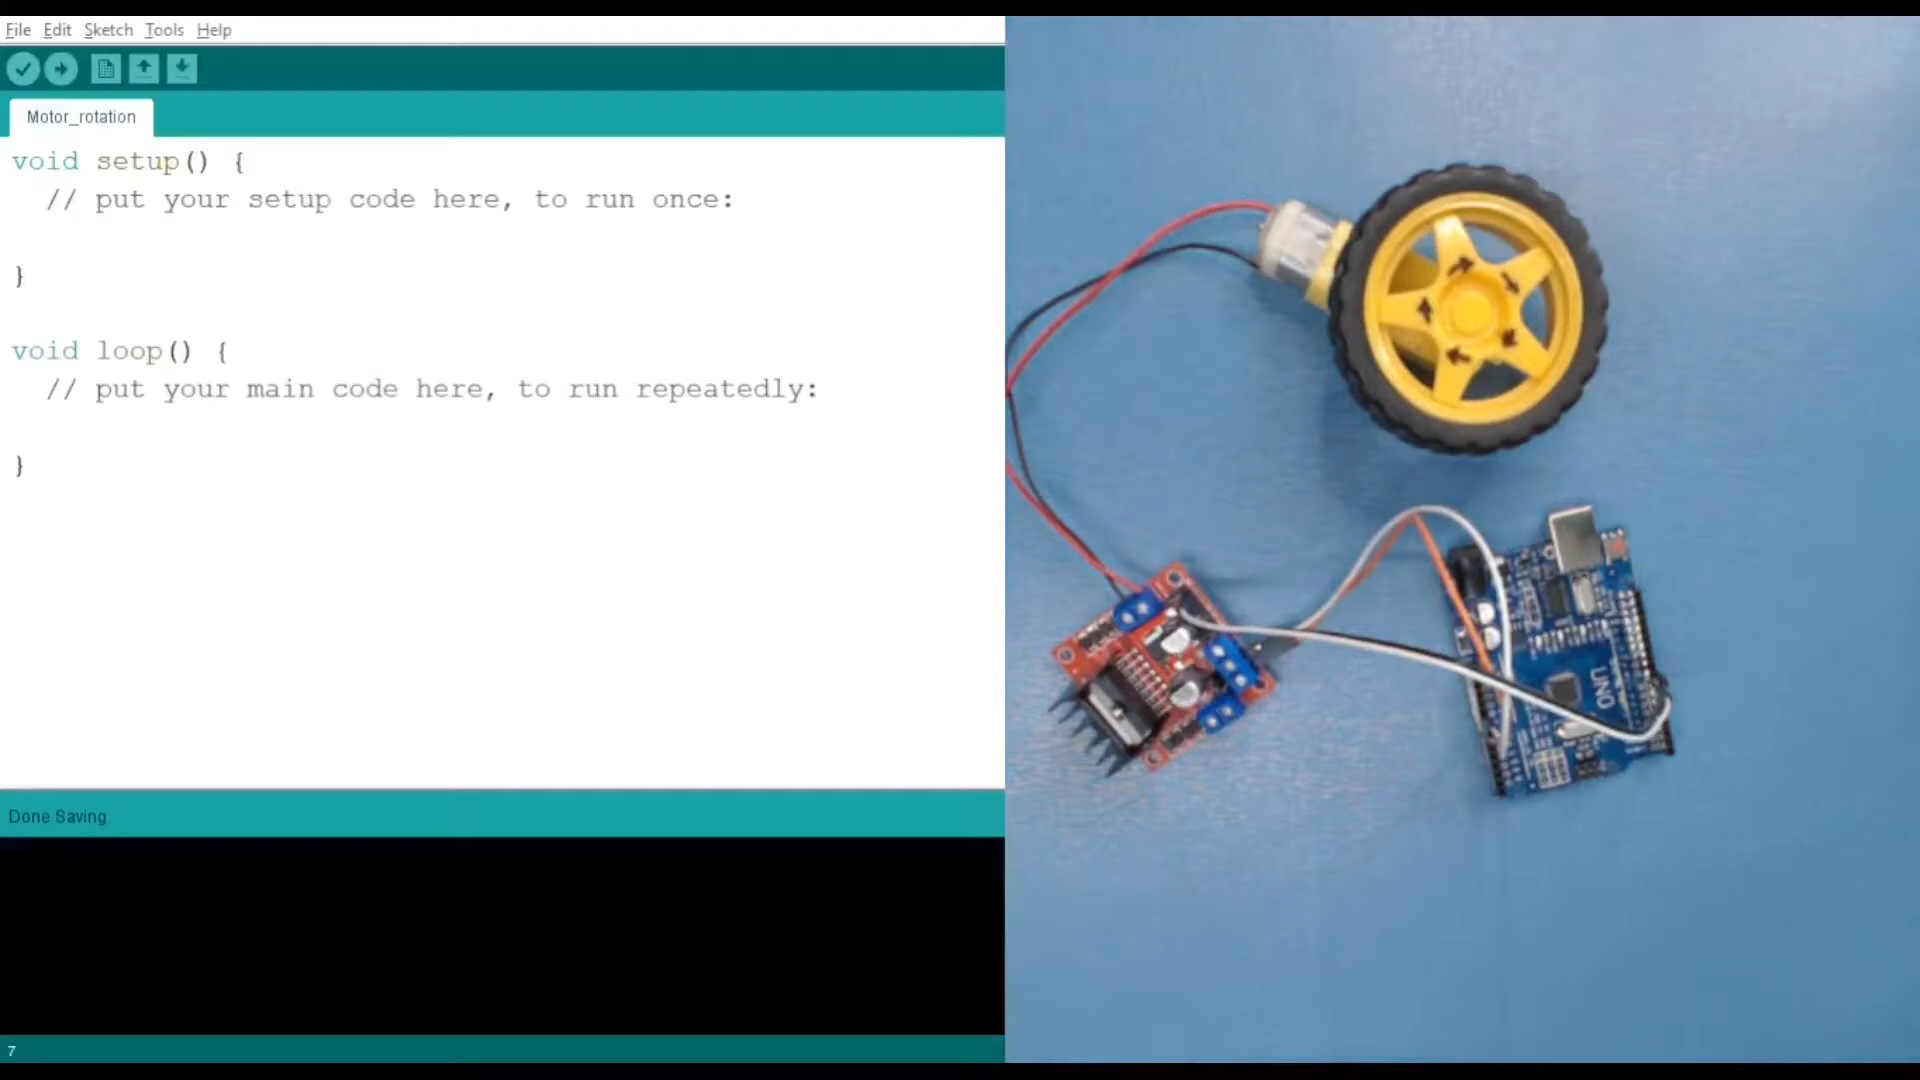 File Edit Sketch Tools Help
Motor_rotation
void setup() {
// put your setup code here, to run once:
}
void loop() {
// put your main code here, to run repeatedly:
}
Done Saving.
7
UNO